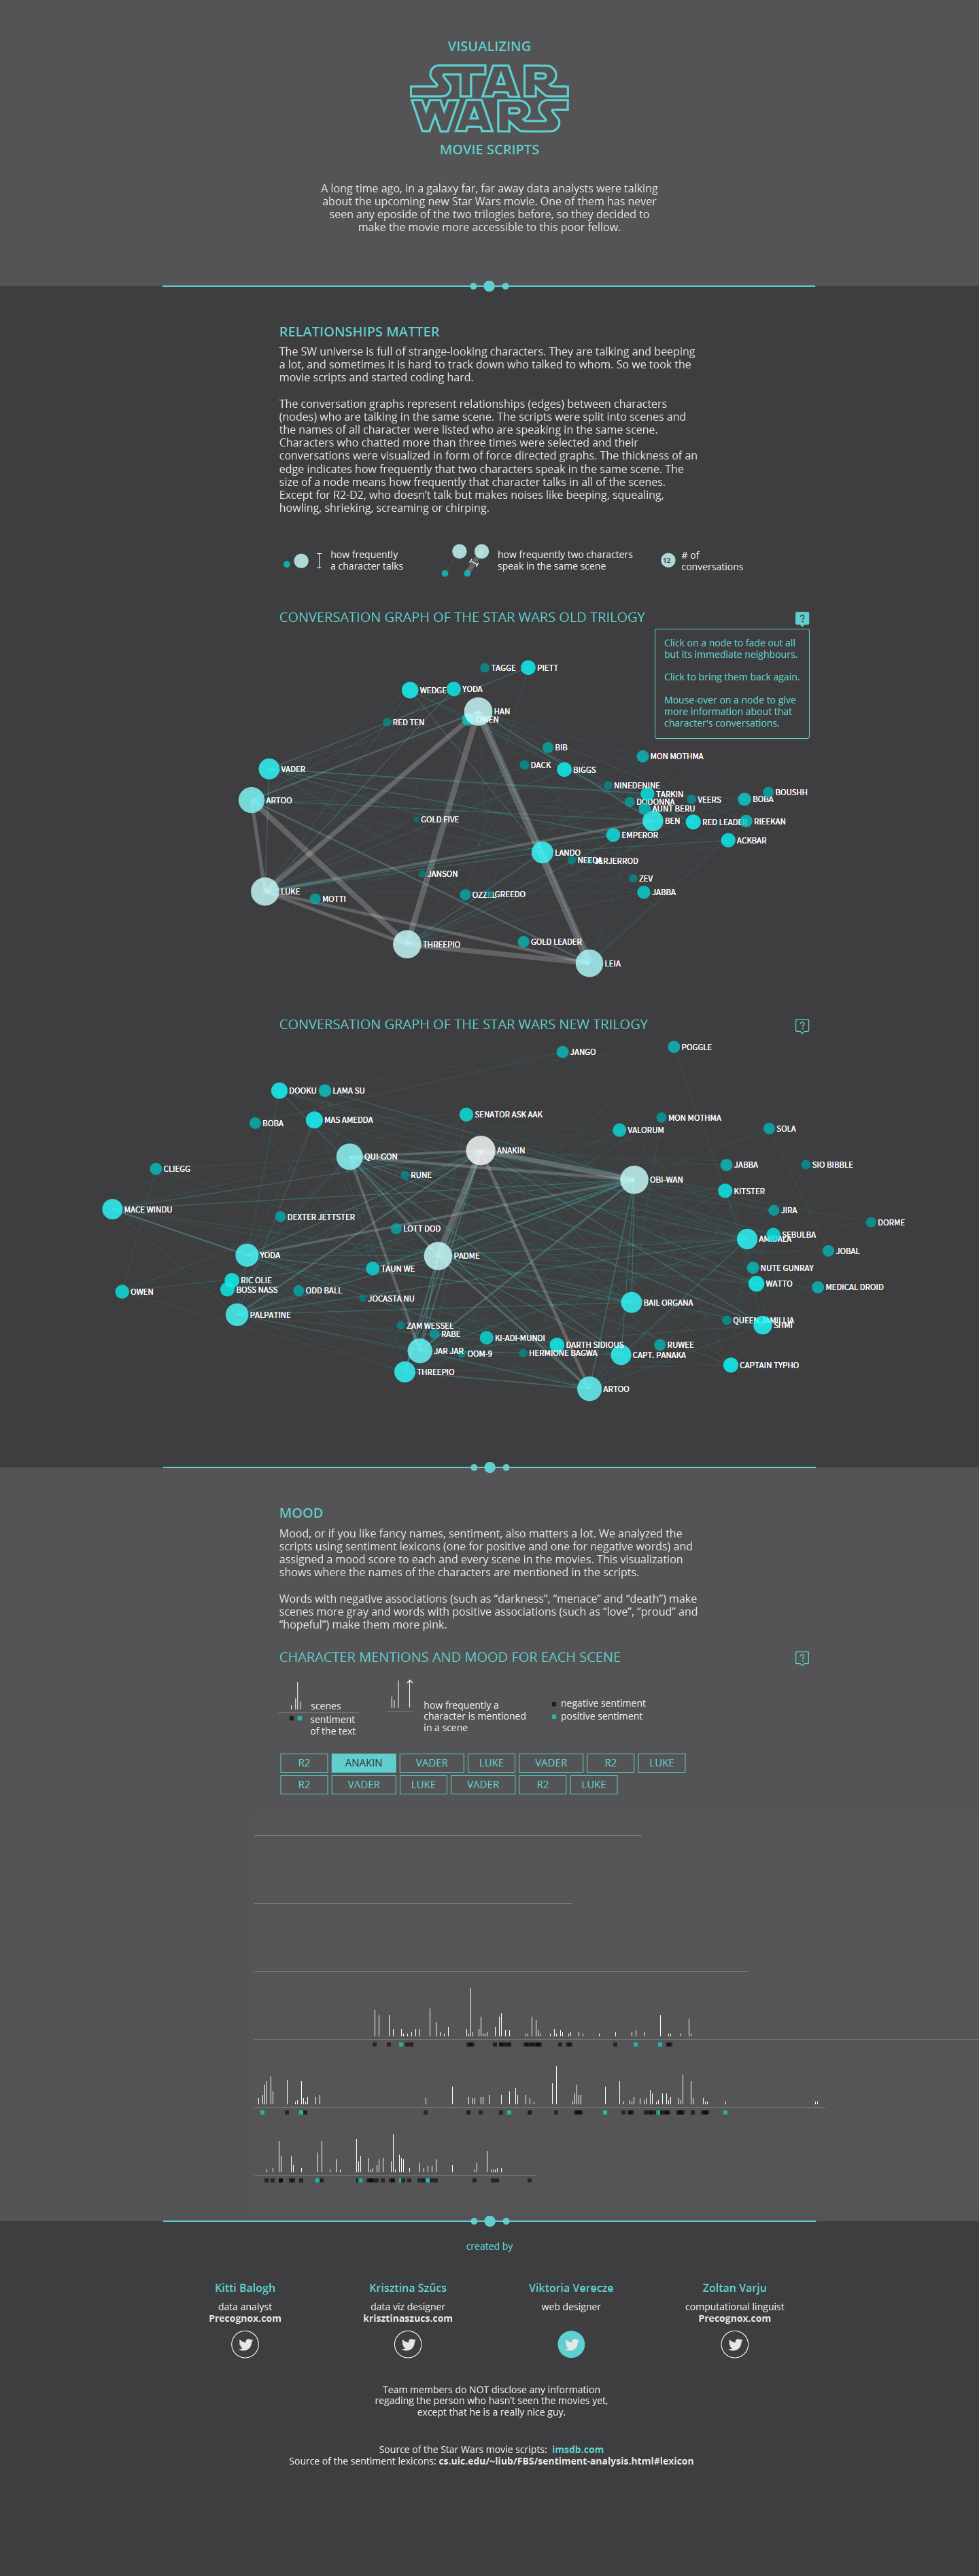 VISUALIZING
STAR
WARS
MOVIE SCRIPTS
A long time ago, in a galaxy far, far away data analysts were talking
about the upcoming new Star Wars movie. One of them has never
seen any eposide of the two trilogies before, so they decided to
make the movie more accessible to this poor fellow.
RELATIONSHIPS MATTER
The SW universe is full of strange-looking characters. They are talking and beeping
a lot, and sometimes it is hard to track down who talked to whom. So we took the
movie scripts and started coding hard.
The conversation graphs represent relationships (edges) between characters
(nodes) who are talking in the same scene. The scripts were split into scenes and
the names of all character were listed who are speaking in the same scene.
Characters who chatted more than three times were selected and their
conversations were visualized in form of force directed graphs. The thickness of an
edge indicates how frequently that two characters speak in the same scene. The
size of a node means how frequently that character talks in all of the scenes.
Except for R2-D2, who doesn't talk but makes noises like beeping, squealing,
howling, shrieking, screaming or chirping.
how frequently
a character talks
how frequently two characters
speak in the same scene
12
# of
conversations
CONVERSATION GRAPH OF THE STAR WARS OLD TRILOGY
?
Click on a node to fade out all
but its immediate neighbours.
Click to bring them back again.
Mouse-over on a node to give
more information about that
character's conversations.
TAGGE
PIETT
WEDGE
YODA
HAN
OWEN
RED TEN
BIB
MON MOTHMA
DACK
BIGGS
VADER
NINEDENINE
BOUSHH
TARKIN
VEERS
BOBA
ARTOO
DODONNA
AUNT BERU
GOLD FIVE
BEN
RED LEADER
RIEEKAN
EMPEROR
ACKBAR
LANDO
NEEDA
JERJERROD
JANSON
ZEV
LUKE
MOTTI
OZZEL
GREEDO
JABBA
THREEPIO
GOLD LEADER
LEIA
CONVERSATION GRAPH OF THE STAR WARS NEW TRILOGY
?
JANGO
POGGLE
DOOKU
LAMA SU
BOBA
MAS AMEDDA
SENATOR ASK AAK
MON MOTHMA
VALORUM
SOLA
QUI-GON
ANAKIN
CLIEGG
RUNE
OBI-WAN
JABBA
SIO BIBBLE
KITSTER
MACE WINDU
JIRA
DEXTER JETTSTER
LOTT DOD
DORME
AMIDALA
SEBULBA
YODA
PADME
JOBAL
TAUN WE
NUTE GUNRAY
RIC OLIE
BOSS NASS
ODD BALL
WATTO
MEDICAL DROID
OWEN
JOCASTA NU
BAIL ORGANA
PALPATINE
QUEEN JAMILLIA
SHMI
ZAM WESSEL
RABE
KI-ADI-MUNDI
DARTH SIDIOUS
RUWEE
JAR JAR
OOM-9
HERMIONE BAGWA
CAPT. PANAKA
CAPTAIN TYPHO
THREEPIO
ARTOO
MOOD
Mood, or if you like fancy names, sentiment, also matters a lot. We analyzed the
scripts using sentiment lexicons (one for positive and one for negative words) and
assigned a mood score to each and every scene in the movies. This visualization
shows where the names of the characters are mentioned in the scripts.
Words with negative associations (such as “darkness”, “menace” and “death”) make
scenes more gray and words with positive associations (such as “love”, “proud” and
“hopeful”) make them more pink.
CHARACTER MENTIONS AND MOOD FOR EACH SCENE
?
scenes
sentiment
of the text
how frequently a
character is mentioned
in a scene
negative sentiment
positive sentiment
R2 ANAKIN VADER LUKE VADER R2 LUKE
R2 VADER LUKE VADER R2 LUKE
created by
Kitti Balogh
data analyst
Precognox.com
Krisztina Szűcs
data viz designer
krisztinaszucs.com
Viktoria Verecze
web designer
Zoltan Varju
computational linguist
Precognox.com
Team members do NOT disclose any information
regading the person who hasn't seen the movies yet,
except that he is a really nice guy.
Source of the Star Wars movie scripts: imsdb.com
Source of the sentiment lexicons: cs.uic.edu/~liub/FBS/sentiment-analysis.html#lexicon